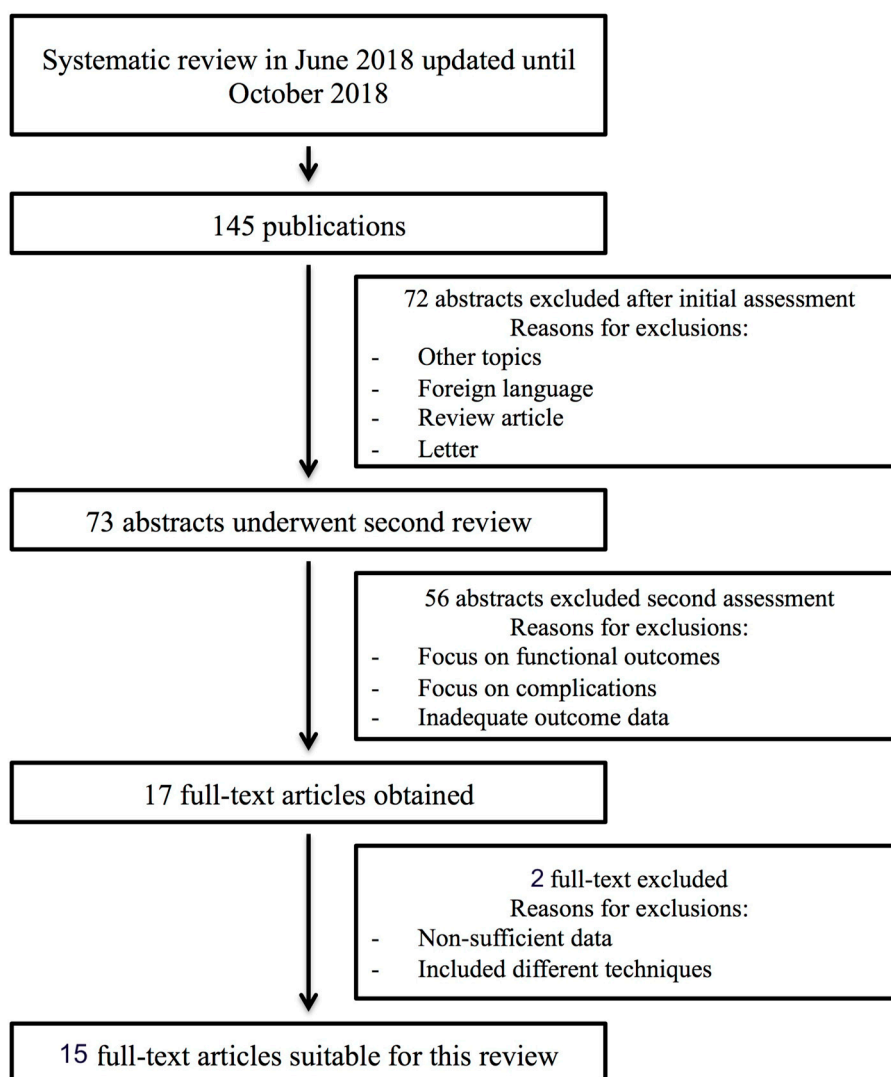 Systematic review in June 2018 updated until
October 2018
145 publications
72 abstracts excluded after initial assessment
Reasons for exclusions:
- Other topics
- Foreign language
- Review article
- Letter
73 abstracts underwent second review
56 abstracts excluded second assessment
Reasons for exclusions:
- Focus on functional outcomes
- Focus on complications
- Inadequate outcome data
17 full-text articles obtained
2 full-text excluded
Reasons for exclusions:
- Non-sufficient data
- Included different techniques
15 full-text articles suitable for this review